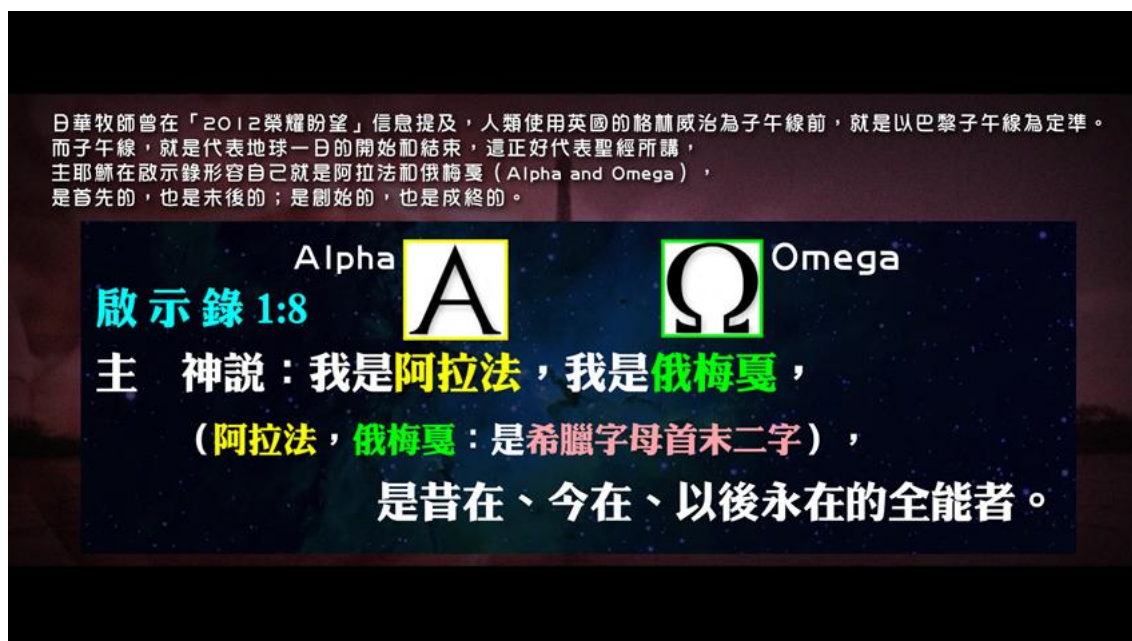 日華牧師曾在「2012榮耀盼望」信息提及，人類使用英國的格林威治為子午線前，就是以巴黎子午線為定準。
而子午線，就是代表地球一日的開始和結束，這正好代表聖經所講，
主耶穌在啟示錄形容自己就是阿拉法和俄梅戛（Alpha and Omega），
是首先的，也是末後的；是創始的，也是成終的。
Alpha Α Ω Omega
啟示錄 1:8
主　神説：我是阿拉法，我是俄梅戛，
（阿拉法，俄梅戛：是希臘字母首末二字），
是昔在、今在、以後永在的全能者。